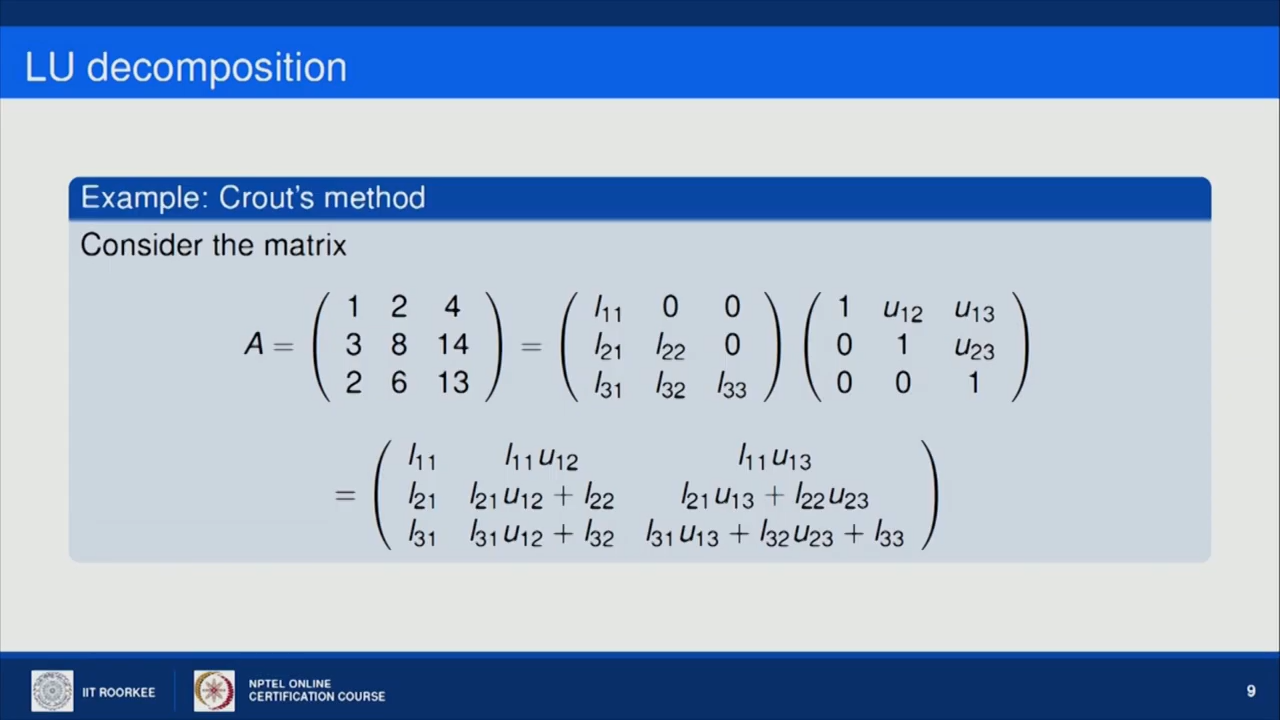 LU decomposition
Example: Crout's method
Consider the matrix
A = ( 1 2 4 ; 3 8 14 ; 2 6 13 ) = ( l₁₁ 0 0 ; l₂₁ l₂₂ 0 ; l₃₁ l₃₂ l₃₃ ) ( 1 u₁₂ u₁₃ ; 0 1 u₂₃ ; 0 0 1 )
= ( l₁₁ l₁₁u₁₂ l₁₁u₁₃ ; l₂₁ l₂₁u₁₂ + l₂₂ l₂₁u₁₃ + l₂₂u₂₃ ; l₃₁ l₃₁u₁₂ + l₃₂ l₃₁u₁₃ + l₃₂u₂₃ + l₃₃ )
IIT ROORKEE
NPTEL ONLINE
CERTIFICATION COURSE
9